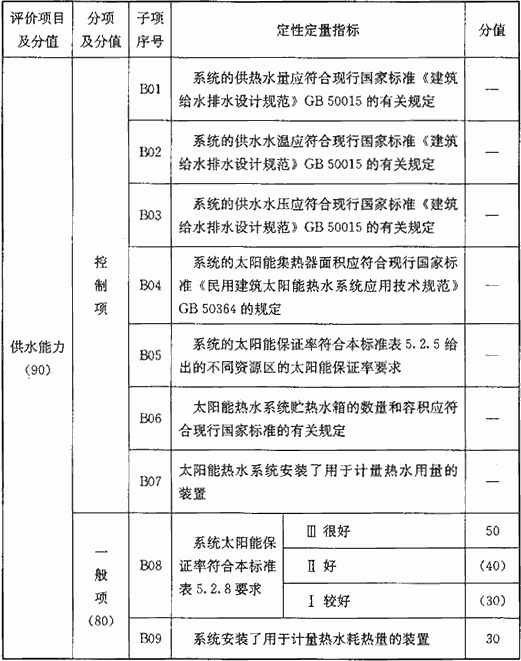 评价项目及分值
分项及分值
子项序号
定性定量指标
分值
供水能力
(90)
控制项
B01
系统的供热水量应符合现行国家标准《建筑
给水排水设计规范》GB 50015 的有关规定
—
B02
系统的供水水温应符合现行国家标准《建筑
给水排水设计规范》GB 50015 的有关规定
—
B03
系统的供水水压应符合现行国家标准《建筑
给水排水设计规范》GB 50015 的有关规定
—
B04
系统的太阳能集热器面积应符合现行国家标
准《民用建筑太阳能热水系统应用技术规范》
GB 50364 的规定
—
B05
系统的太阳能保证率符合本标准表 5.2.5 给
出的不同资源区的太阳能保证率要求
—
B06
太阳能热水系统贮热水箱的数量和容积应符
合现行国家标准的有关规定
—
B07
太阳能热水系统安装了用于计量热水用量的
装置
—
一般项
(80)
B08
系统太阳能保
证率符合本标准
表 5.2.8 要求
Ⅲ 很好
50
Ⅱ 好
(40)
Ⅰ 较好
(30)
B09
系统安装了用于计量热水耗热量的装置
30